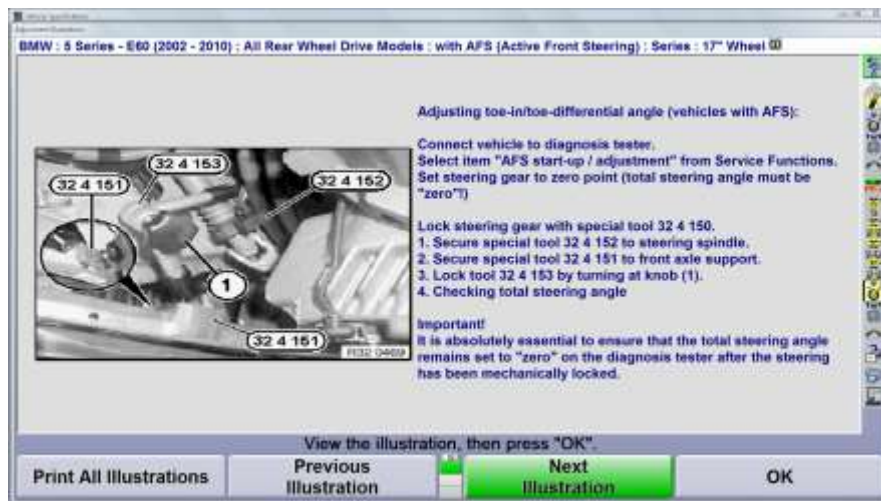 BMW : 5 Series - E60 (2002 - 2010) : All Rear Wheel Drive Models : with AFS (Active Front Steering) : Series : 17" Wheel
Adjusting toe-in/toe-differential angle (vehicles with AFS):
Connect vehicle to diagnosis tester.
Select item "AFS start-up / adjustment" from Service Functions.
Set steering gear to zero point (total steering angle must be
"zero"!)
Lock steering gear with special tool 32 4 150.
1. Secure special tool 32 4 152 to steering spindle.
2. Secure special tool 32 4 151 to front axle support.
3. Lock tool 32 4 153 by turning at knob (1).
4. Checking total steering angle
Important!
It is absolutely essential to ensure that the total steering angle
remains set to "zero" on the diagnosis tester after the steering
has been mechanically locked.
32 4 153
32 4 151
32 4 152
1
32 4 151
R32 0469
View the illustration, then press "OK".
Print All Illustrations
Previous
Illustration
Next
Illustration
OK